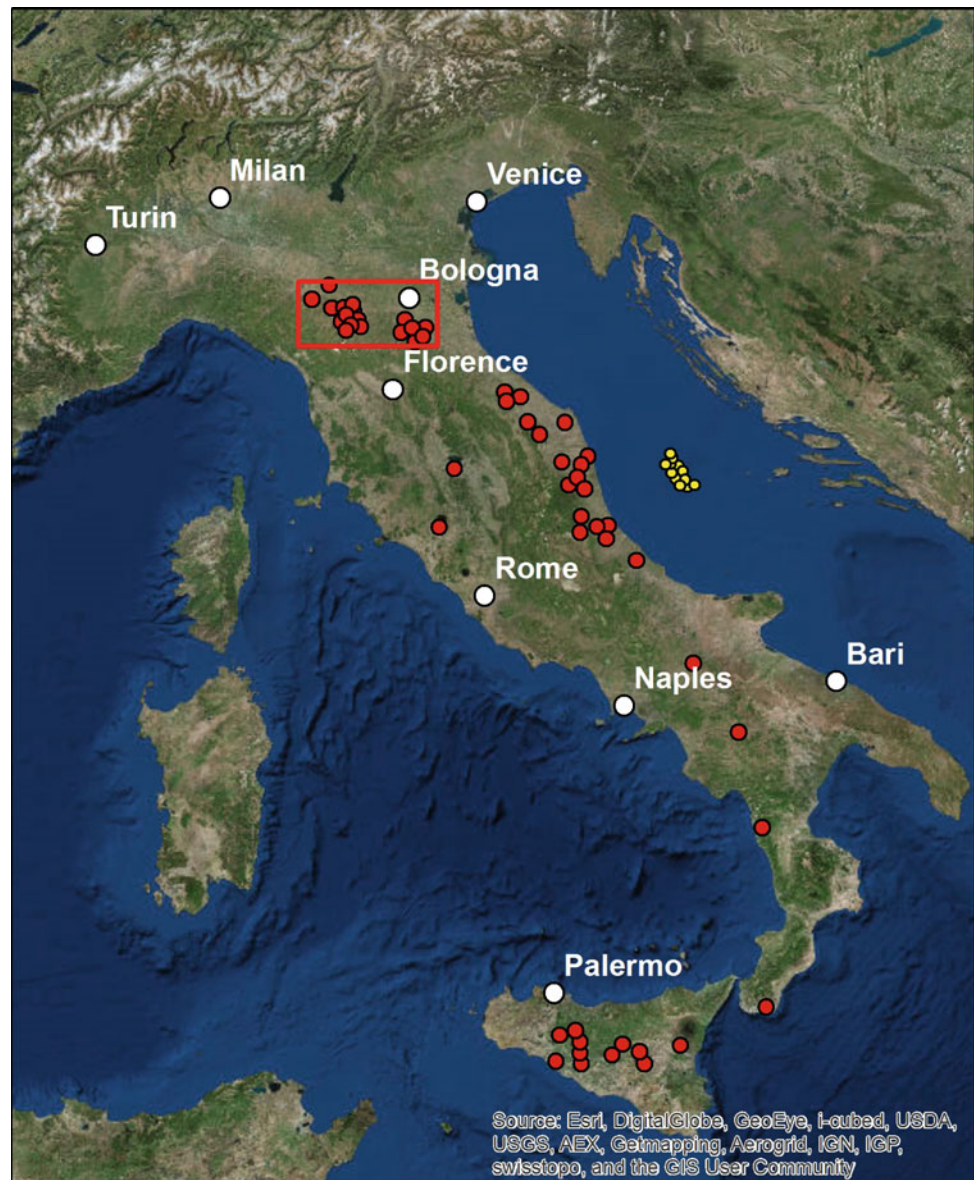 Milan
Venice
Turin
Bologna
Florence
Rome
Bari
Naples
Palermo
Source: Esri, DigitalGlobe, GeoEye, i-cubed, USDA,
USGS, AEX, Getmapping, Aerogrid, IGN, IGP,
swisstopo, and the GIS User Community